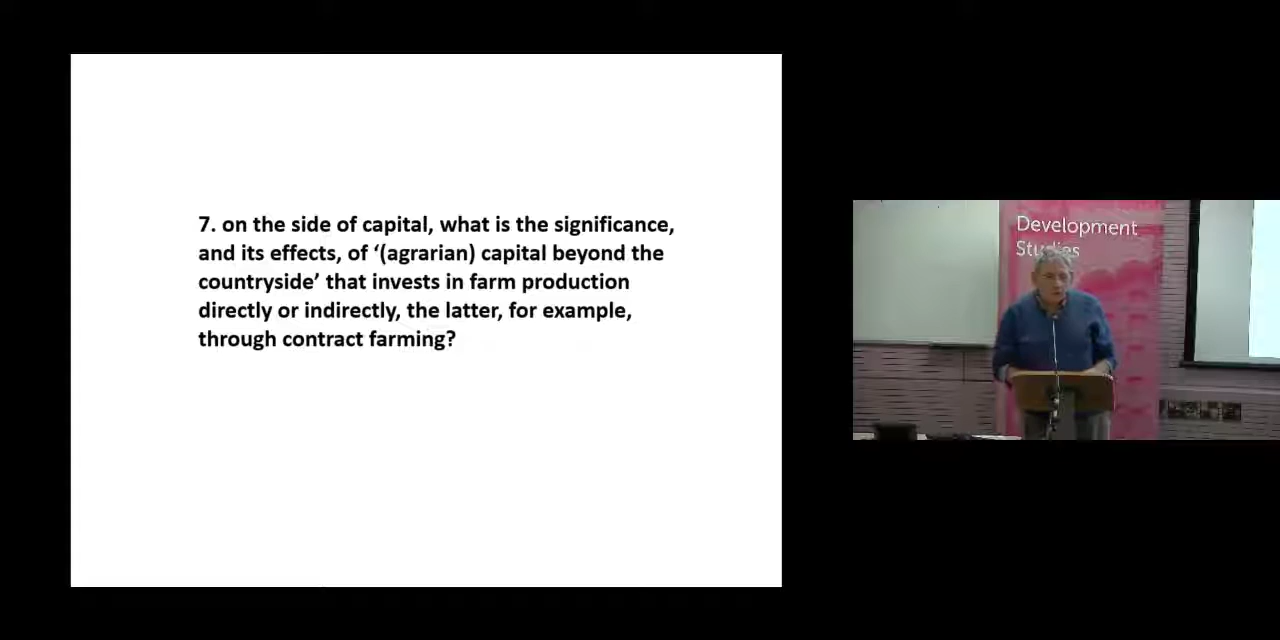 7. on the side of capital, what is the significance,
and its effects, of ‘(agrarian) capital beyond the
countryside’ that invests in farm production
directly or indirectly, the latter, for example,
through contract farming?
Development
Studies